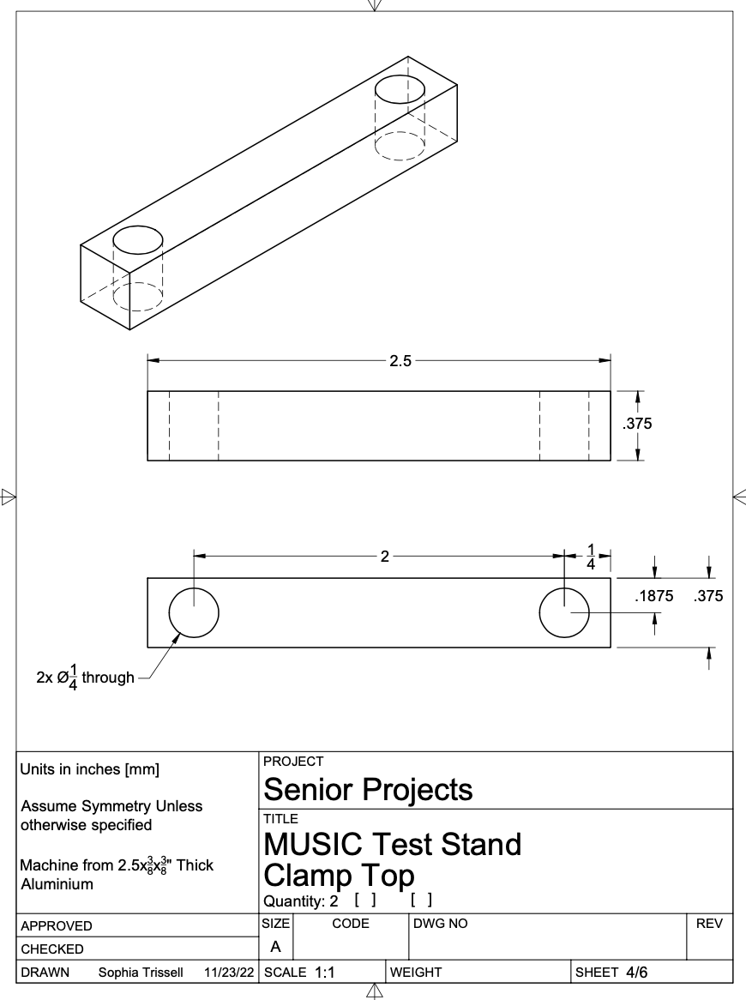 2.5
.375
2
1/4
.1875
.375
2x Ø1/4 through
Units in inches [mm]
Assume Symmetry Unless
otherwise specified
Machine from 2.5x3/8x3/8" Thick
Aluminium
PROJECT
Senior Projects
TITLE
MUSIC Test Stand
Clamp Top
Quantity: 2 [ ] [ ]
APPROVED
CHECKED
DRAWN Sophia Trissell 11/23/22
SIZE
A
CODE
DWG NO
REV
SCALE 1:1
WEIGHT
SHEET 4/6